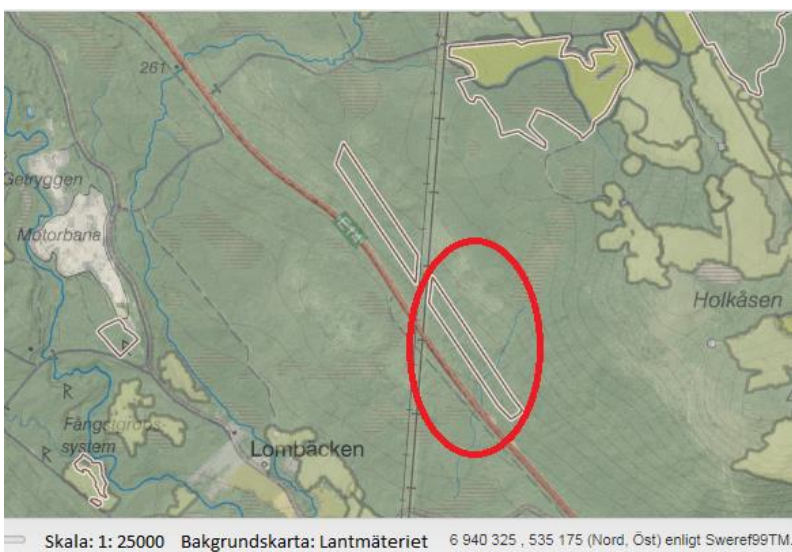 261
Getryggen
Motorbana
E14
Holkåsen
R
Fångstgrops-
system
R
R
Lombäcken
Skala: 1: 25000 Bakgrundskarta: Lantmäteriet 6 940 325 , 535 175 (Nord, Öst) enligt Sweref99TM.